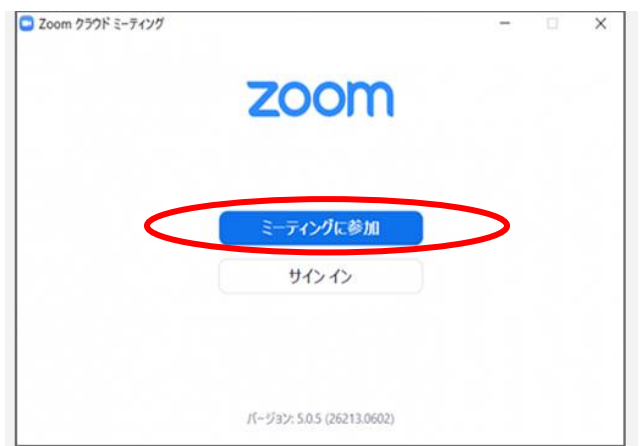 Zoom クラウド ミーティング
zoom
ミーティングに参加
サイン イン
バージョン: 5.0.5 (26213.0602)